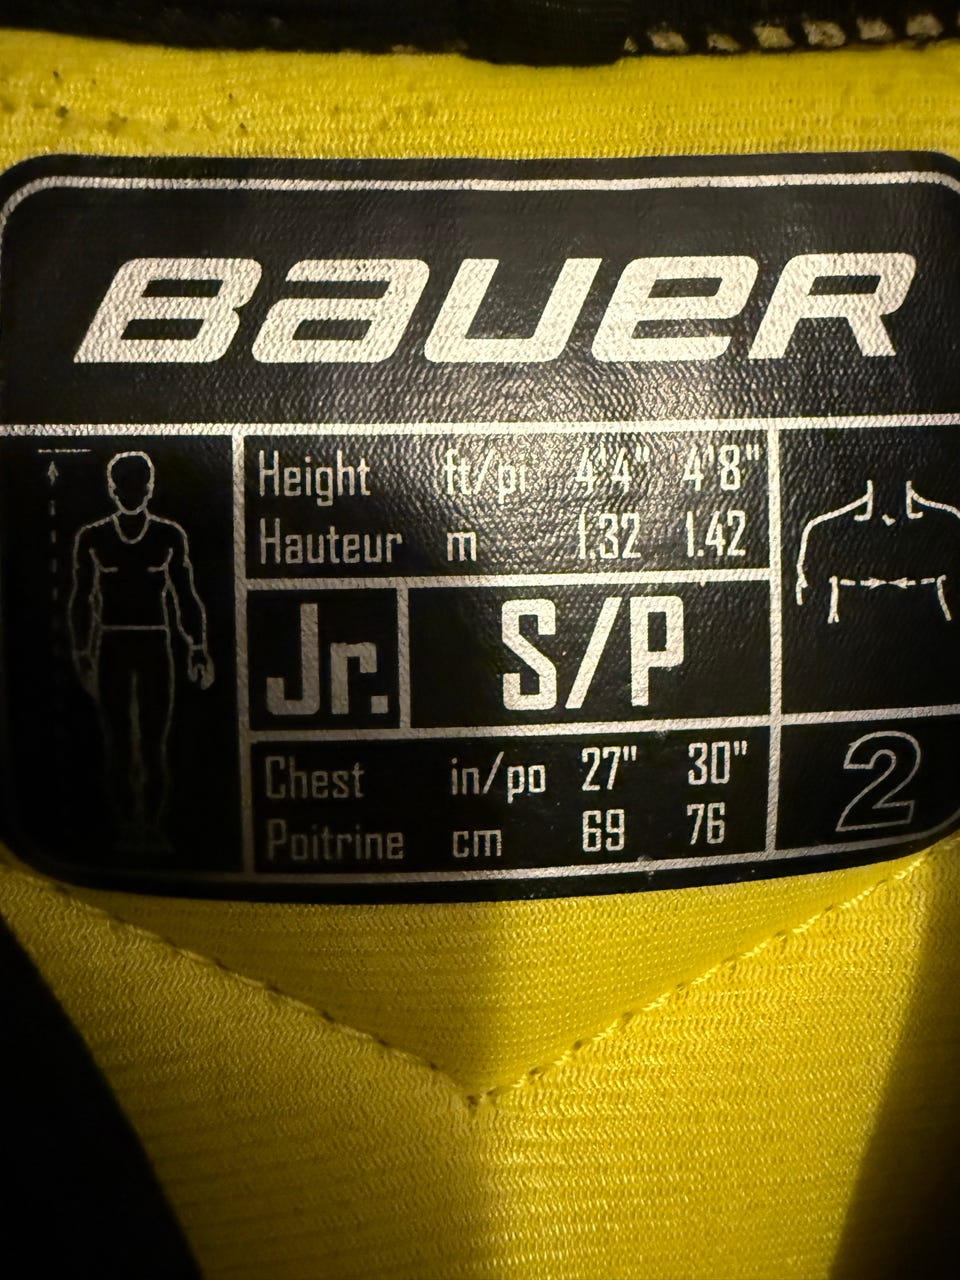 BAUER
Height ft/pi 4'4" 4'8"
Hauteur m 1.32 1.42
Jr. S/P
Chest in/po 27" 30"
Poitrine cm 69 76
2